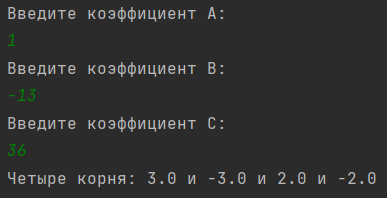 Введите коэффициент А:
1
Введите коэффициент В:
-13
Введите коэффициент С:
36
Четыре корня: 3.0 и -3.0 и 2.0 и -2.0